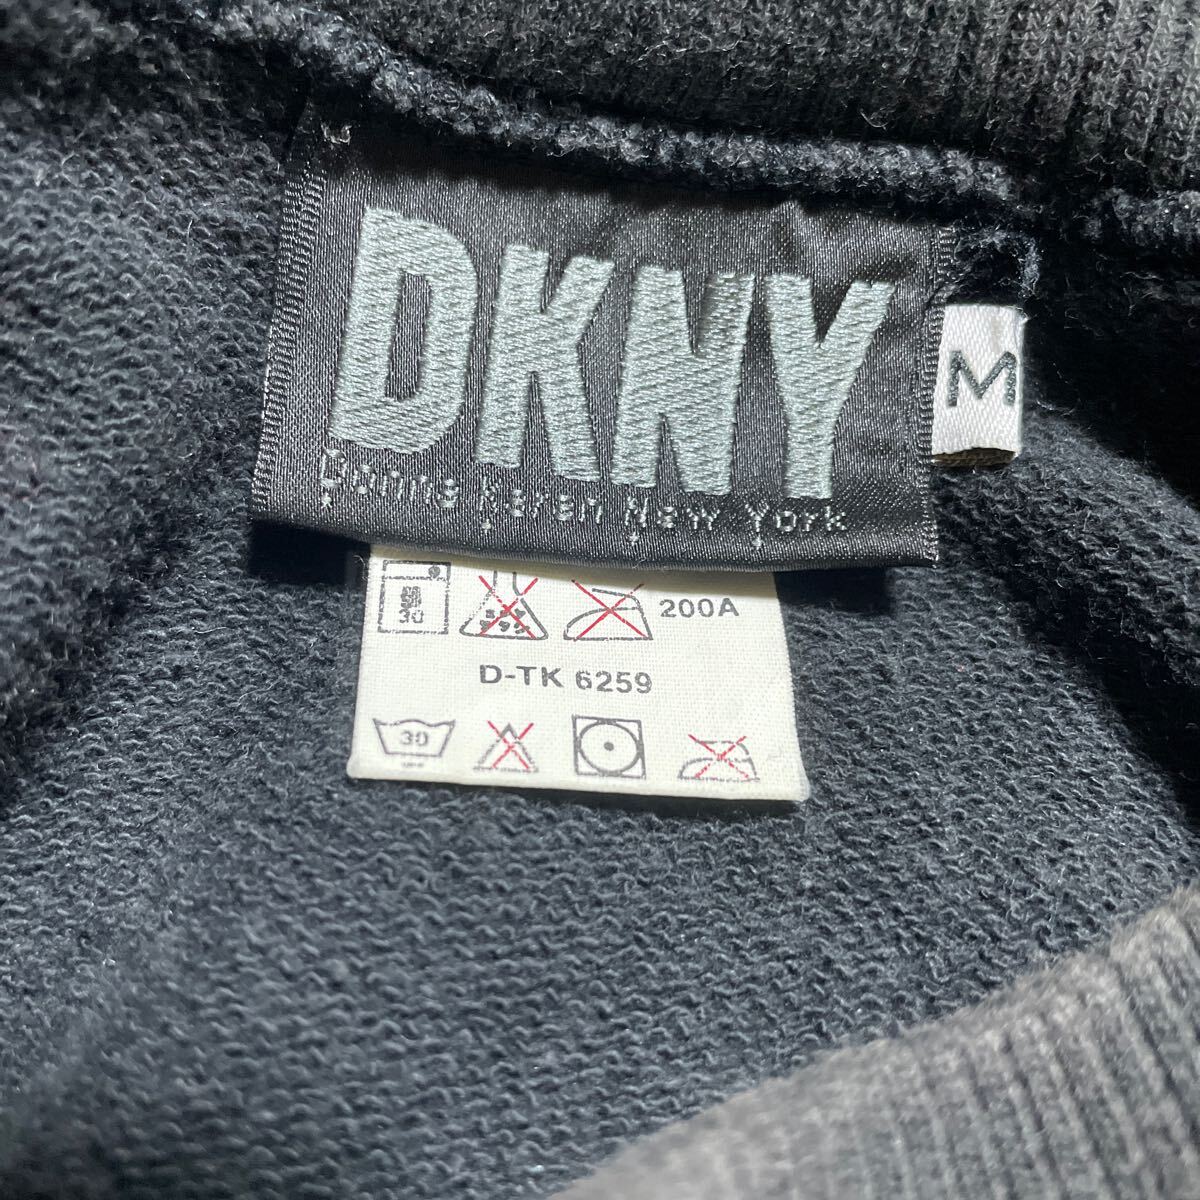 DKNY
M
Donna Karan New York
30
200A
D-TK 6259
30